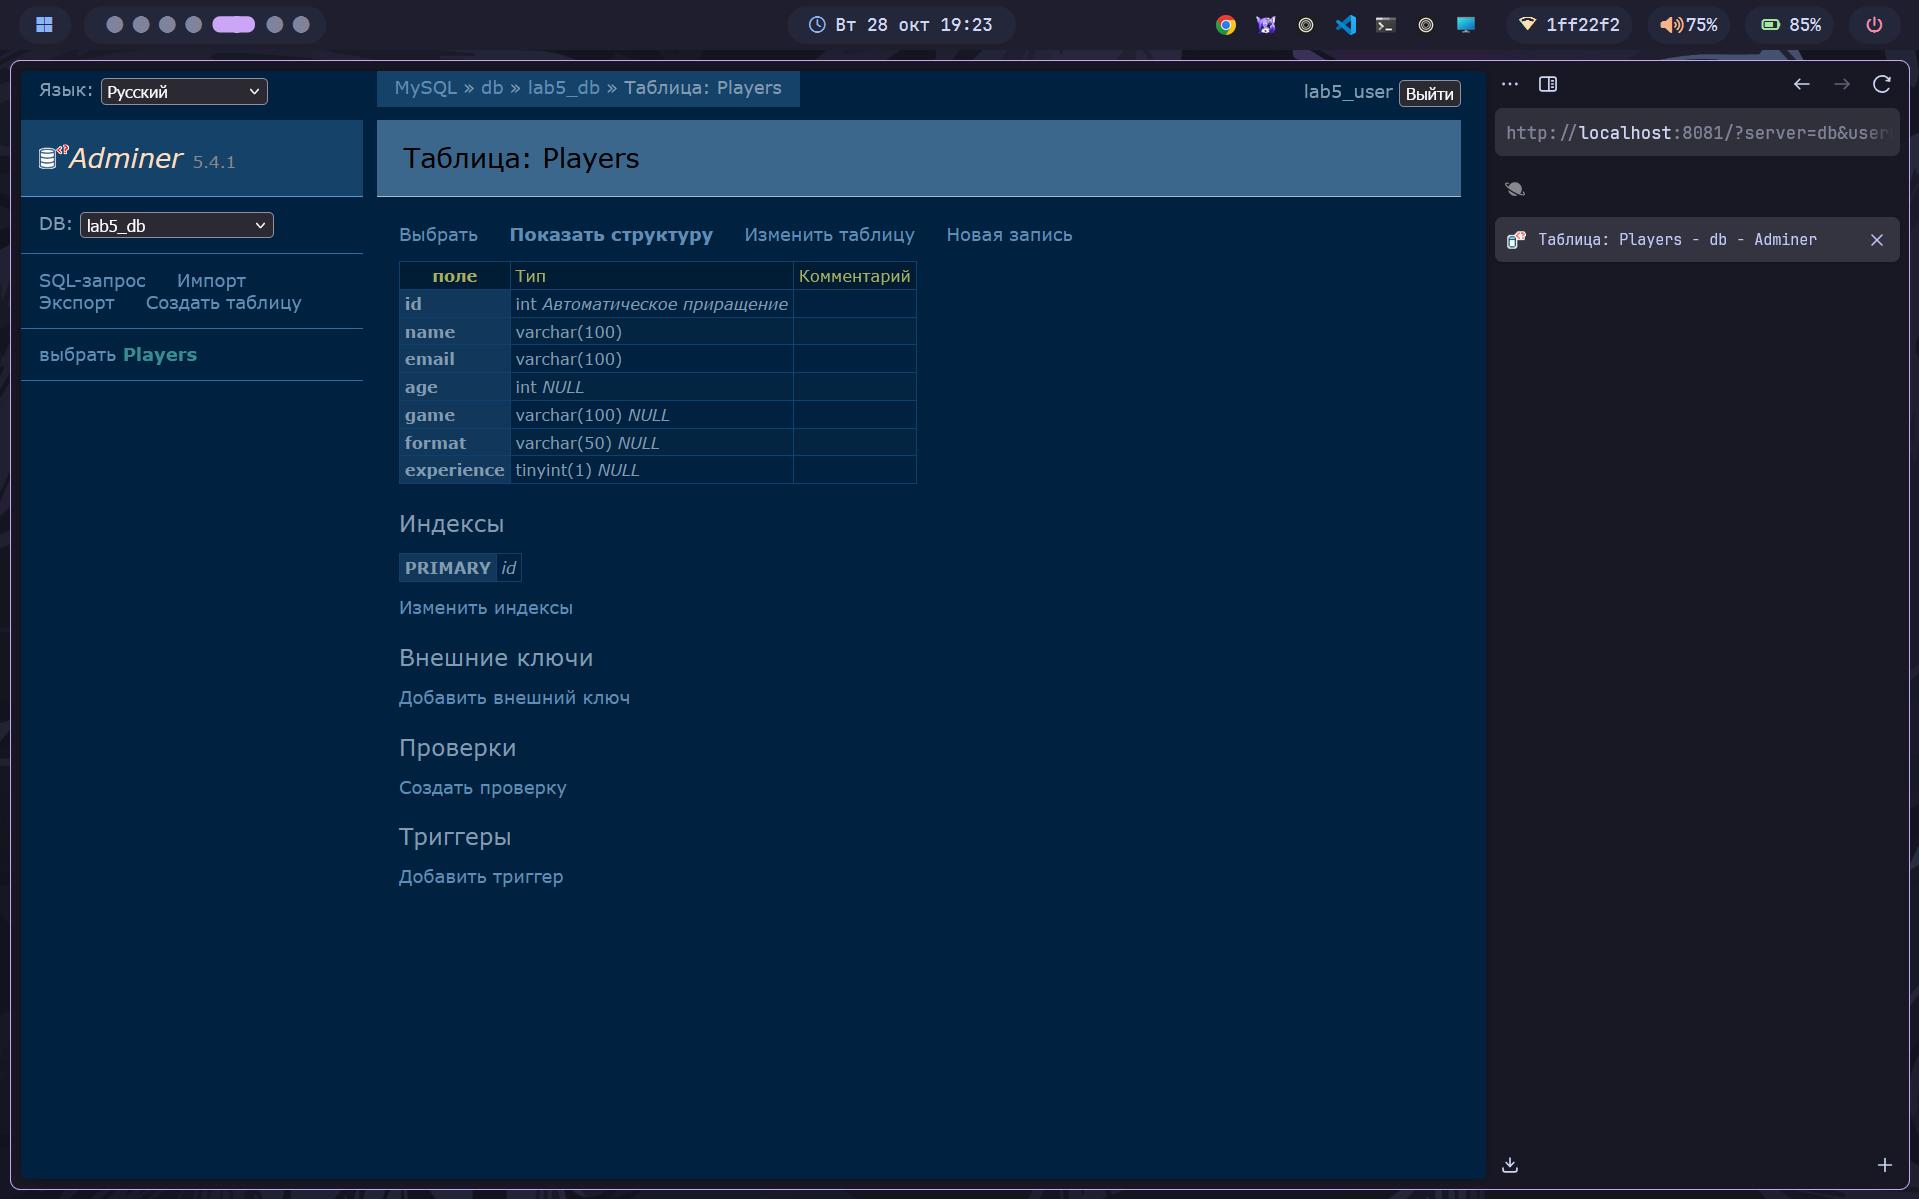 Вт 28 окт 19:23
1ff22f2
75%
85%
Язык: Русский
MySQL » db » lab5_db » Таблица: Players
lab5_user Выйти
Adminer 5.4.1
Таблица: Players
DB: lab5_db
SQL-запрос Импорт
Экспорт Создать таблицу
выбрать Players
Выбрать Показать структуру Изменить таблицу Новая запись
поле Тип Комментарий
id int Автоматическое приращение
name varchar(100)
email varchar(100)
age int NULL
game varchar(100) NULL
format varchar(50) NULL
experience tinyint(1) NULL
Индексы
PRIMARY id
Изменить индексы
Внешние ключи
Добавить внешний ключ
Проверки
Создать проверку
Триггеры
Добавить триггер
http://localhost:8081/?server=db&user
Таблица: Players - db - Adminer